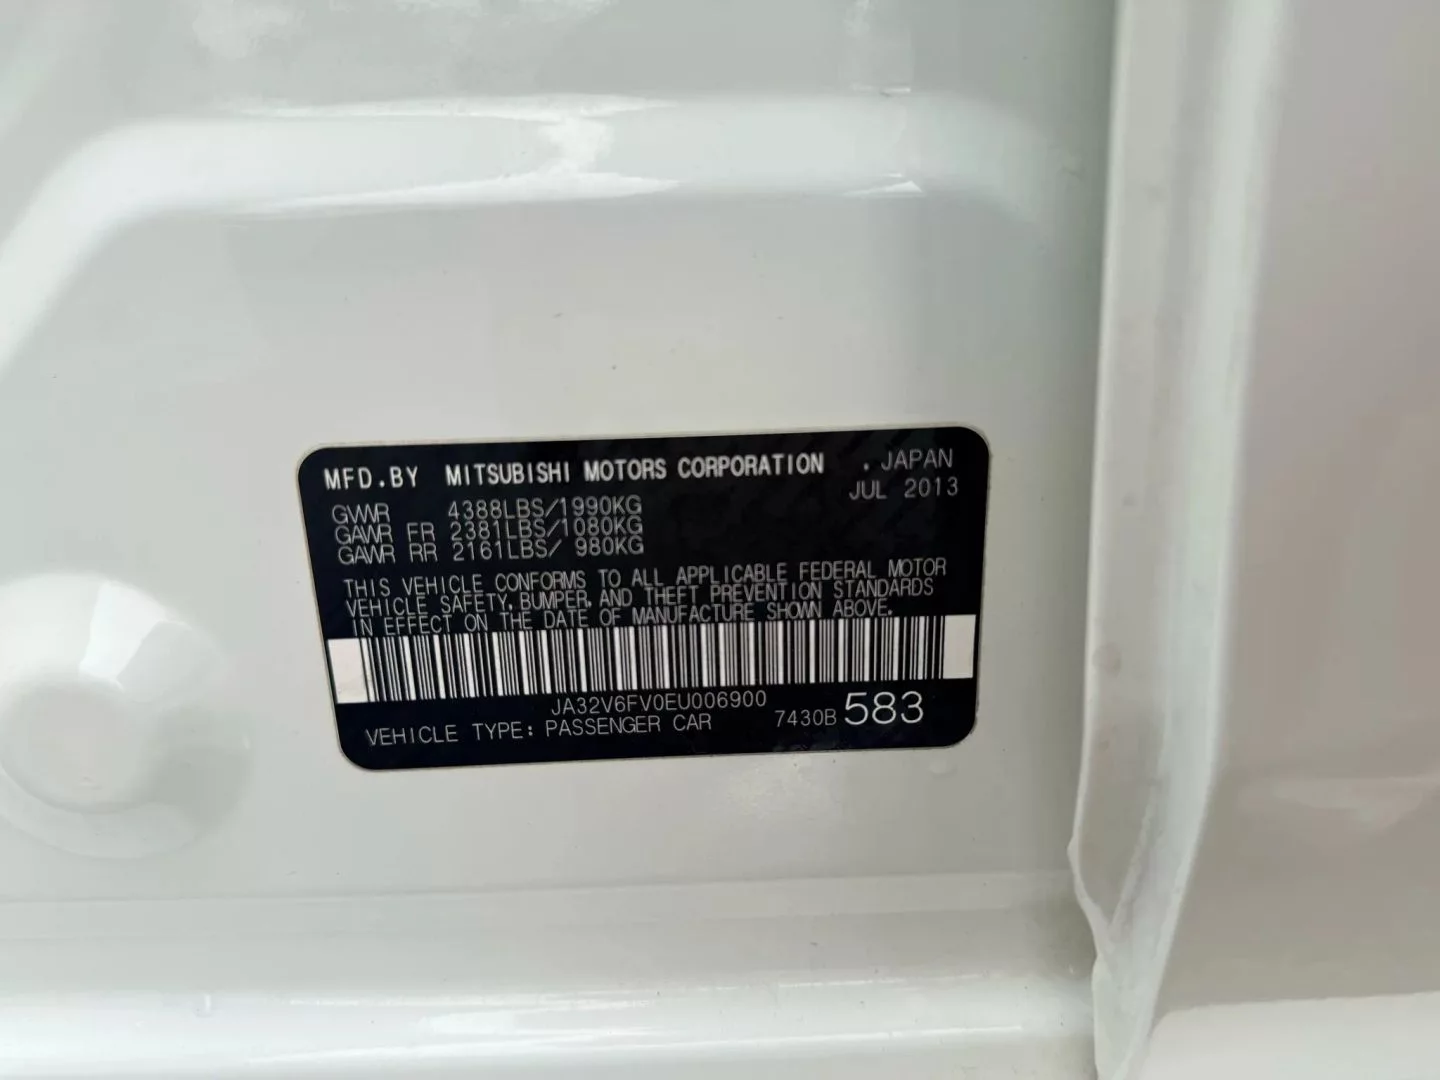 MFD.BY MITSUBISHI MOTORS CORPORATION . JAPAN
JUL 2013
GVWR 4388LBS/1990KG
GAWR FR 2381LBS/1080KG
GAWR RR 2161LBS/ 980KG
THIS VEHICLE CONFORMS TO ALL APPLICABLE FEDERAL MOTOR
VEHICLE SAFETY, BUMPER, AND THEFT PREVENTION STANDARDS
IN EFFECT ON THE DATE OF MANUFACTURE SHOWN ABOVE.
JA32V6FV0EU006900
VEHICLE TYPE: PASSENGER CAR 7430B 583